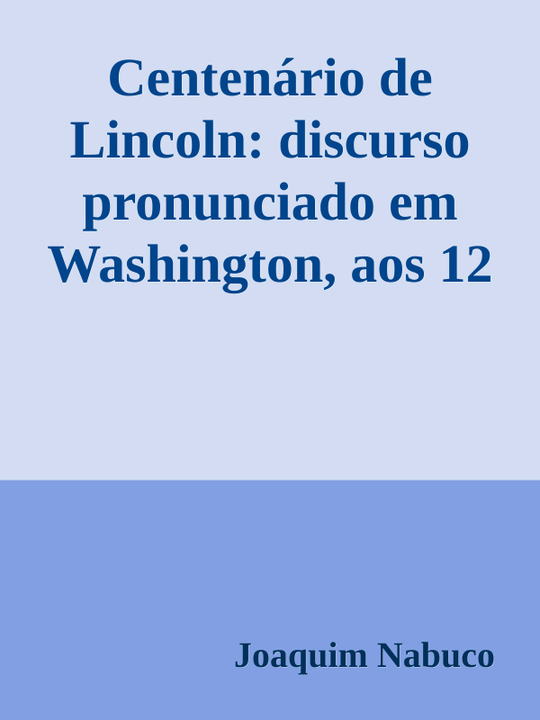 Centenário de
Lincoln: discurso
pronunciado em
Washington, aos 12
Joaquim Nabuco